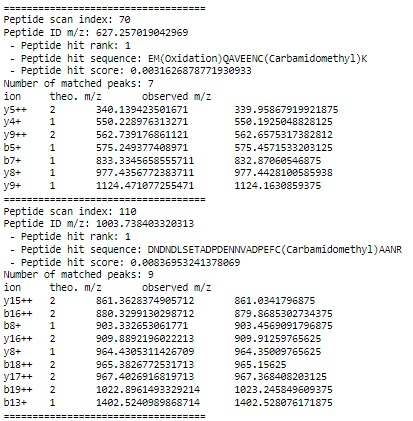 ===================================
Peptide scan index: 70
Peptide ID m/z: 627.257019042969
- Peptide hit rank: 1
- Peptide hit sequence: EM(Oxidation)QAVEENC(Carbamidomethyl)K
- Peptide hit score: 0.0031626878771930933
Number of matched peaks: 7
ion theo. m/z observed m/z
y5++ 2 340.139423501671 339.95867919921875
y4+ 1 550.228976313271 550.1925048828125
y9++ 2 562.739176861121 562.6575317382812
b5+ 1 575.249377408971 575.4571533203125
b7+ 1 833.3345658555711 832.87060546875
y8+ 1 977.4356772383711 977.4428100585938
y9+ 1 1124.471077255471 1124.1630859375
===================================
Peptide scan index: 110
Peptide ID m/z: 1003.738403320313
- Peptide hit rank: 1
- Peptide hit sequence: DNDNDLSETADPDENNVADPEFC(Carbamidomethyl)AANR
- Peptide hit score: 0.00836953241378069
Number of matched peaks: 9
ion theo. m/z observed m/z
y15++ 2 861.3628374905712 861.0341796875
b16++ 2 880.3299130298712 879.8685302734375
b8+ 1 903.332653061771 903.4569091796875
y16++ 2 909.8892196022213 909.91259765625
y8+ 1 964.4305311426709 964.35009765625
b18++ 2 965.3826772531713 965.15625
y17++ 2 967.4026916819713 967.368408203125
b19++ 2 1022.8961493329214 1023.245849609375
b13+ 1 1402.5240989868714 1402.528076171875
===================================